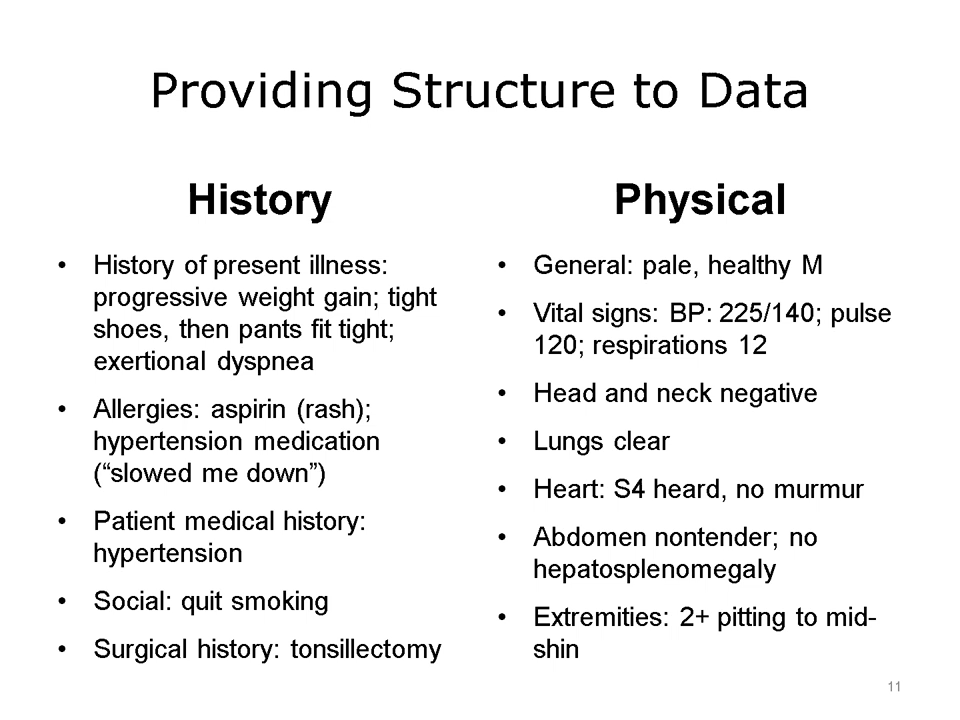 Providing Structure to Data
History
• History of present illness:
progressive weight gain; tight
shoes, then pants fit tight;
exertional dyspnea
• Allergies: aspirin (rash);
hypertension medication
(“slowed me down”)
• Patient medical history:
hypertension
• Social: quit smoking
• Surgical history: tonsillectomy
Physical
• General: pale, healthy M
• Vital signs: BP: 225/140; pulse
120; respirations 12
• Head and neck negative
• Lungs clear
• Heart: S4 heard, no murmur
• Abdomen nontender; no
hepatosplenomegaly
• Extremities: 2+ pitting to mid-
shin
11